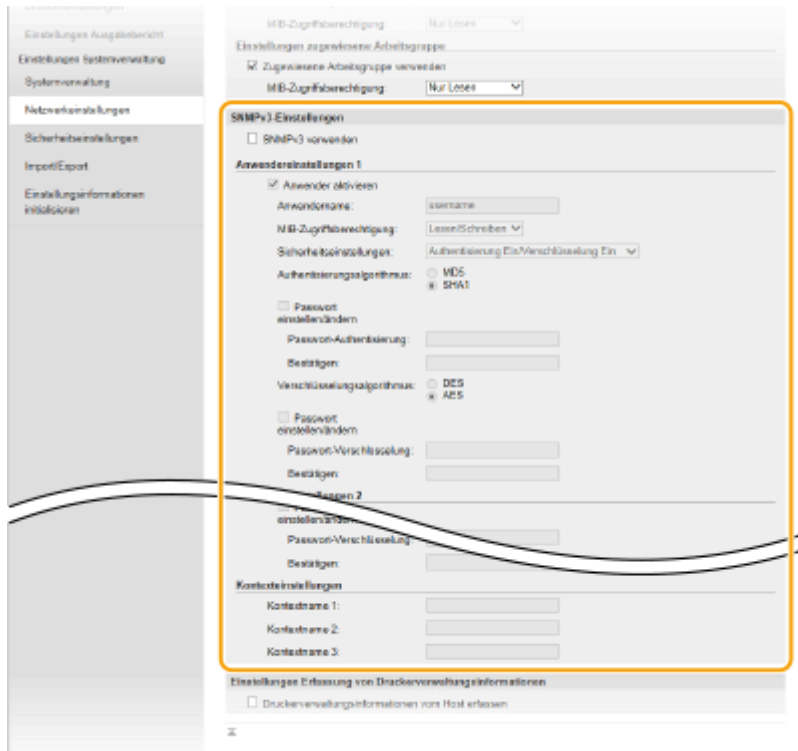 Einstellungen Ausgabebericht
Einstellungen Systemverwaltung
Systemverwaltung
Netzwerkeinstellungen
Sicherheitseinstellungen
Import/Export
Einstellungsinformationen
initialisieren
MIB-Zugriffsberechtigung: Nur Lesen
Einstellungen zugewiesene Arbeitsgruppe
Zugewiesene Arbeitsgruppe verwenden
MIB-Zugriffsberechtigung: Nur Lesen
SNMPv3-Einstellungen
SNMPv3 verwenden
Anwendereinstellungen 1
Anwender aktivieren
Anwendername: username
MIB-Zugriffsberechtigung: Lesen/Schreiben
Sicherheitseinstellungen: Authentisierung Ein/Verschlüsselung Ein
Authentisierungsalgorithmus: MD5
SHA1
Passwort
einstellen/ändern
Passwort-Authentisierung:
Bestätigen:
Verschlüsselungsalgorithmus: DES
AES
Passwort
einstellen/ändern
Passwort-Verschlüsselung:
Bestätigen:
stellungen 2
einstellen/ändern
Passwort-Verschlüsselung
Bestätigen:
Kontexteinstellungen
Kontextname 1:
Kontextname 2:
Kontextname 3:
Einstellungen Erfassung von Druckerverwaltungsinformationen
Druckerverwaltungsinformationen vom Host erfassen